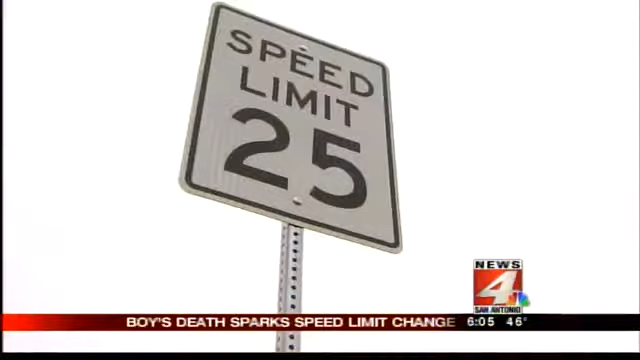 SPEED
LIMIT
25
NEWS
4
SAN ANTONIO
BOY'S DEATH SPARKS SPEED LIMIT CHANGE 6:05 46°